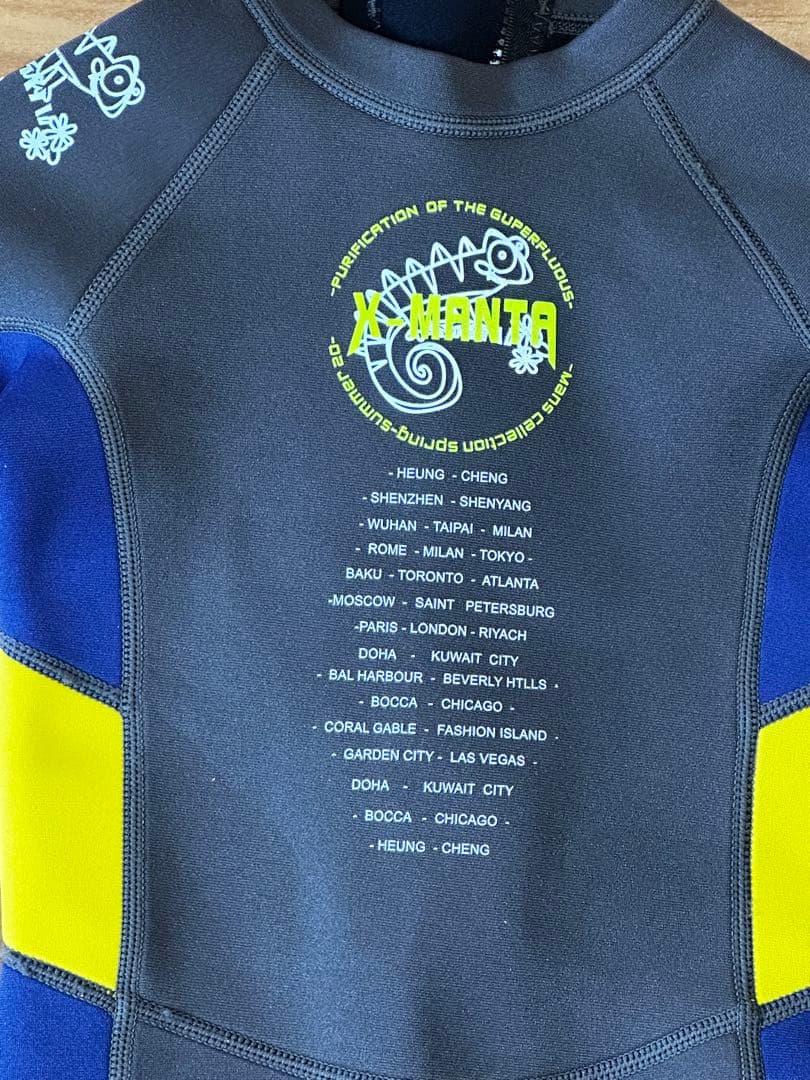 -PURIFICATION OF THE GUPERFLUOUS-
X-MANTA
-Mans collection spring-summer 20-
- HEUNG - CHENG
- SHENZHEN - SHENYANG
- WUHAN - TAIPAI - MILAN
- ROME - MILAN - TOKYO -
BAKU - TORONTO - ATLANTA
-MOSCOW - SAINT PETERSBURG
-PARIS - LONDON - RIYACH
DOHA - KUWAIT CITY
- BAL HARBOUR - BEVERLY HTLLS -
- BOCCA - CHICAGO -
- CORAL GABLE - FASHION ISLAND -
- GARDEN CITY - LAS VEGAS -
DOHA - KUWAIT CITY
- BOCCA - CHICAGO -
- HEUNG - CHENG